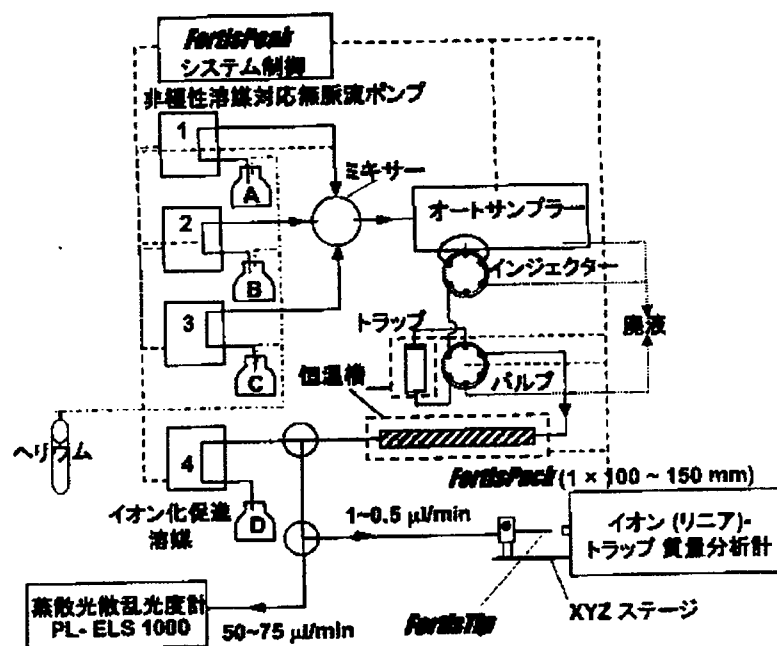 FortisPeak
システム制御
非極性溶媒対応無脈流ポンプ
1
A
ミキサー
2
オートサンプラー
B
インジェクター
3
トラップ
廃液
C
恒温槽
バルブ
ヘリウム
4
FortisPack (1 × 100 ~ 150 mm)
D
イオン化促進
溶媒
1~0.5 µl/min
イオン (リニア)-
トラップ 質量分析計
蒸散光散乱光度計
PL- ELS 1000
50~75 µl/min
FortisTip
XYZ ステージ